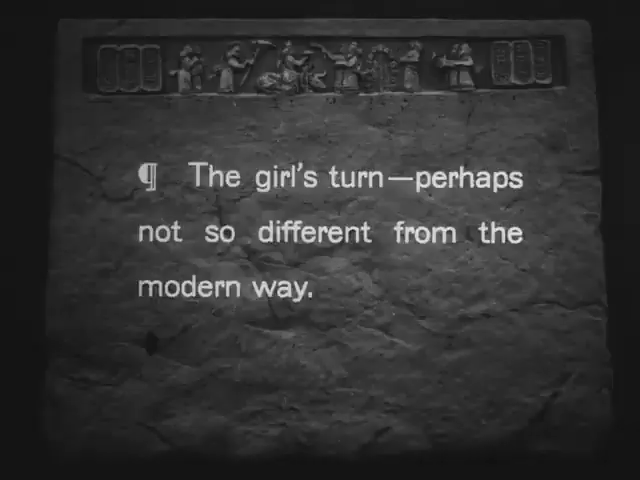 ¶ The girl's turn—perhaps
not so different from the
modern way.